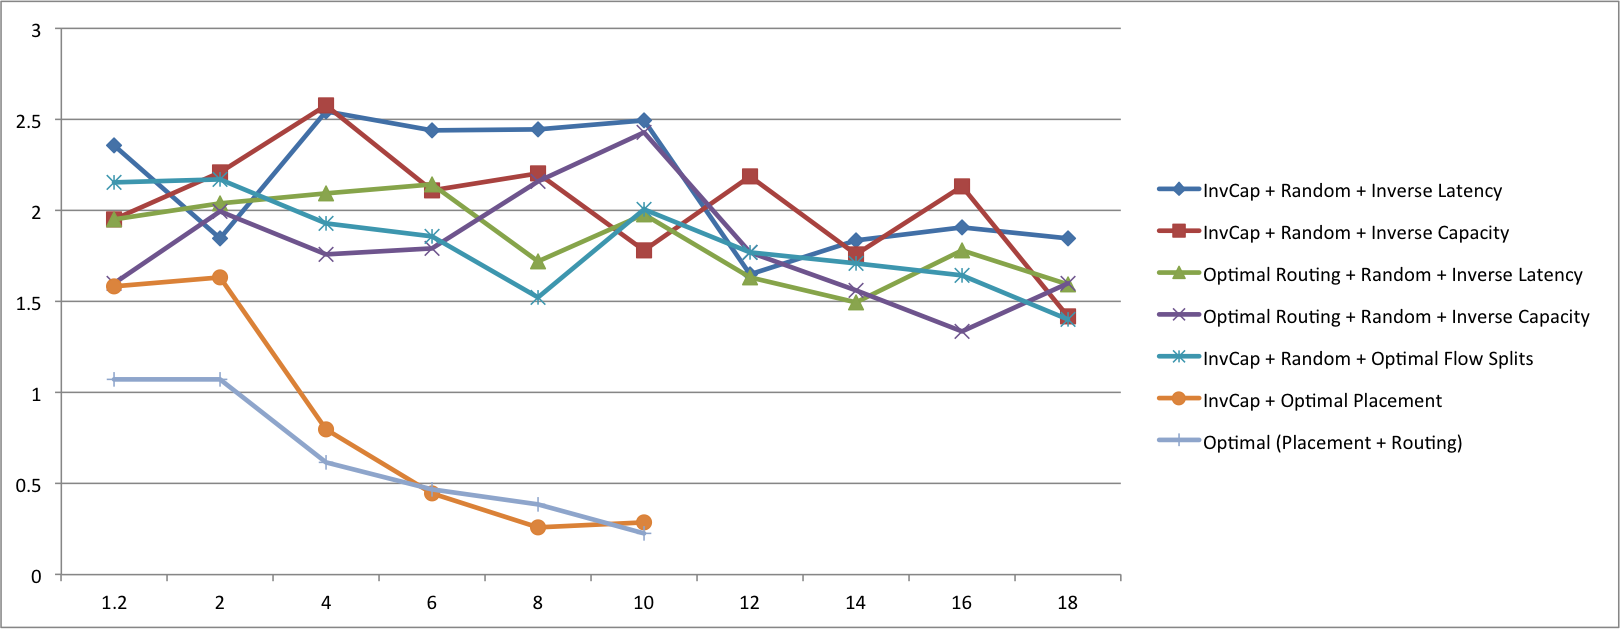 3
2.5
2
1.5
1
0.5
0
1.2 2 4 6 8 10 12 14 16 18
InvCap + Random + Inverse Latency
InvCap + Random + Inverse Capacity
Optimal Routing + Random + Inverse Latency
Optimal Routing + Random + Inverse Capacity
InvCap + Random + Optimal Flow Splits
InvCap + Optimal Placement
Optimal (Placement + Routing)